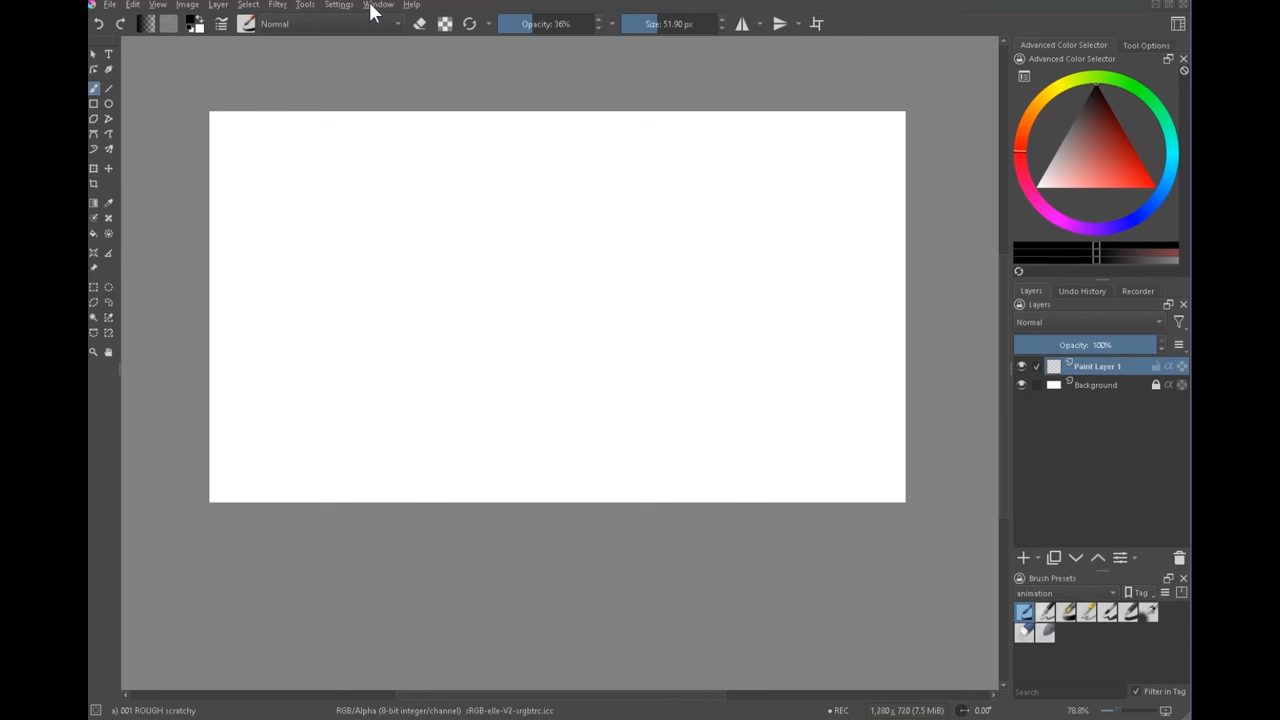 File Edit View Image Layer Select Filter Tools Settings Window Help
Normal Opacity: 36% Size: 51.90 px
Advanced Color Selector Tool Options
Advanced Color Selector
Layers Undo History Recorder
Layers
Normal
Opacity: 100%
Paint Layer 1
Background
Brush Presets
animation Tag
Search Filter in Tag
a) 001 ROUGH scratchy RGB/Alpha (8-bit integer/channel) sRGB-elle-V2-srgbtrc.icc REC 1,280 x 720 (7.5 MiB) 0.00° 78.8%